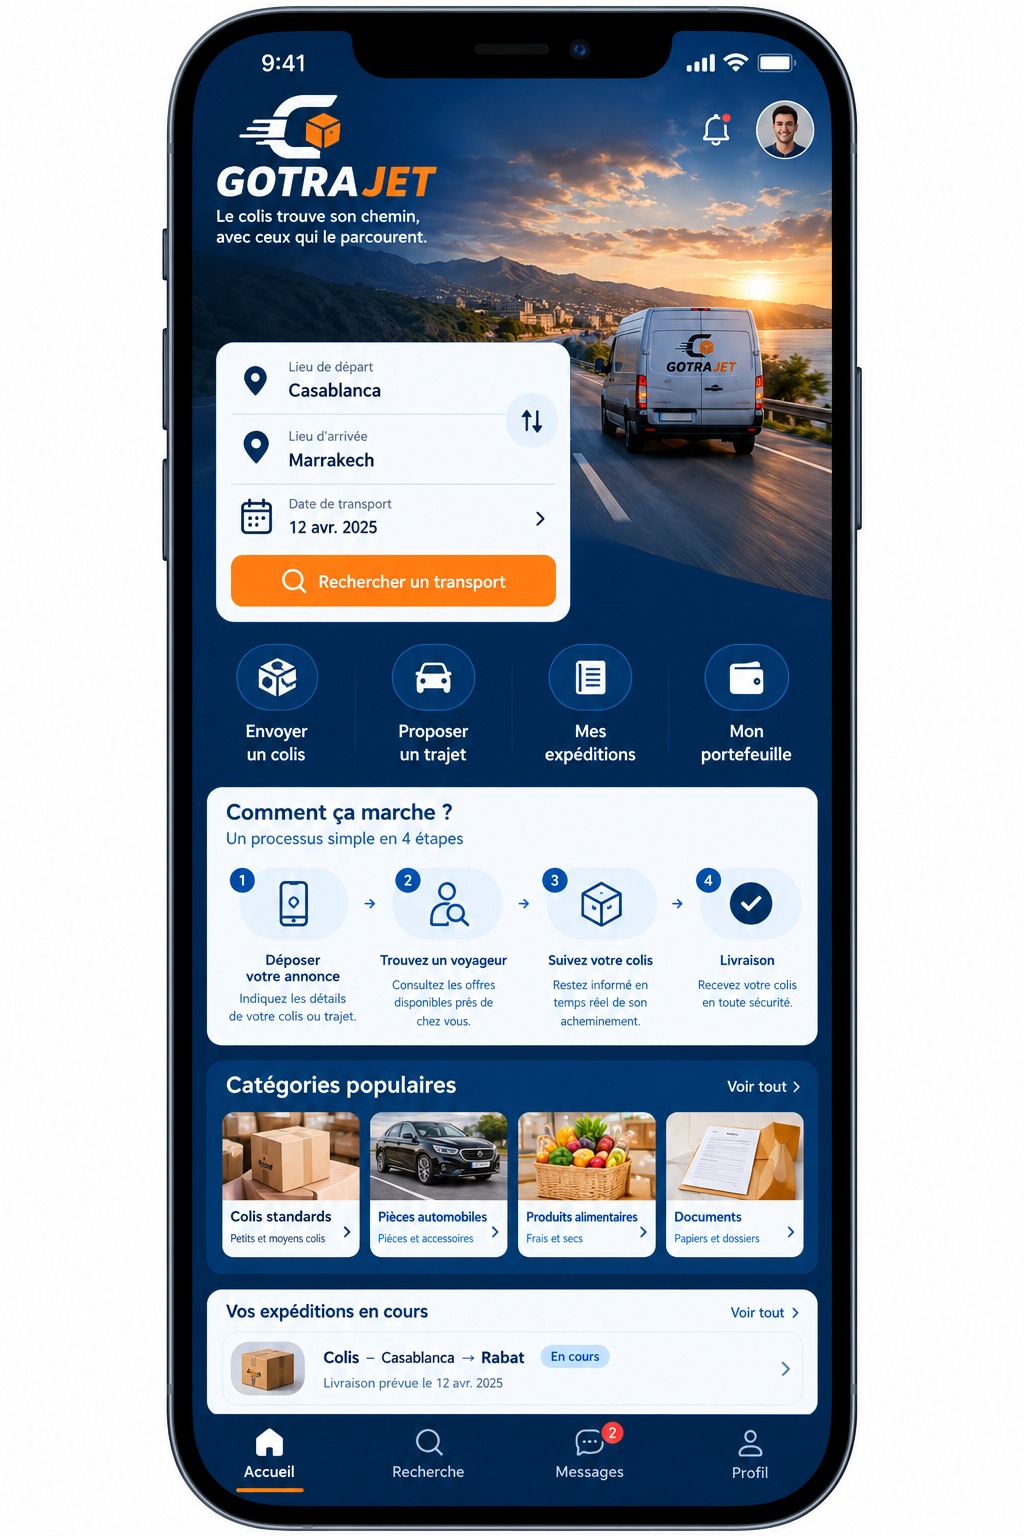 9:41
GOTRAJET
Le colis trouve son chemin,
avec ceux qui le parcourent.
GOTRAJET
Lieu de départ
Casablanca
Lieu d'arrivée
Marrakech
Date de transport
12 avr. 2025
Rechercher un transport
Envoyer
un colis
Proposer
un trajet
Mes
expéditions
Mon
portefeuille
Comment ça marche ?
Un processus simple en 4 étapes
1
2
3
4
Déposer
votre annonce
Indiquez les détails
de votre colis ou trajet.
Trouvez un voyageur
Consultez les offres
disponibles près de
chez vous.
Suivez votre colis
Restez informé en
temps réel de son
acheminement.
Livraison
Recevez votre colis
en toute sécurité.
Catégories populaires
Voir tout
Colis standards
Petits et moyens colis
Pièces automobiles
Pièces et accessoires
Produits alimentaires
Frais et secs
Documents
Papiers et dossiers
Vos expéditions en cours
Voir tout
Colis – Casablanca → Rabat
En cours
Livraison prévue le 12 avr. 2025
Accueil
Recherche
2
Messages
Profil